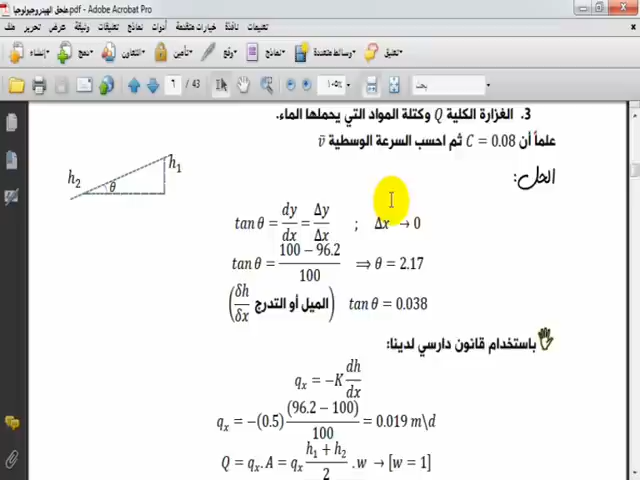 ملحق الهيدروجيولوجيا.pdf - Adobe Acrobat Pro
ملف تحرير عرض وثيقة تعليقات نماذج أدوات خيارات متقدمة نافذة تعليمات
إنشاء دمج التعاون تأمين وقع نماذج وسائط متعددة تعليق
٦ / 43 ١٠٥% بحث
3. الغزارة الكلية Q وكتلة المواد التي يحملها الماء.
علماً أن C = 0.08 ثم احسب السرعة الوسطية v̄
الحل:
h₁
h₂
θ
tan θ = dy/dx = Δy/Δx ; Δx → 0
tan θ = (100 − 96.2)/100 ⟹ θ = 2.17
(δh/δx الميل أو التدرج) tan θ = 0.038
باستخدام قانون دارسي لدينا:
qₓ = −K dh/dx
qₓ = −(0.5) (96.2 − 100)/100 = 0.019 m\d
Q = qₓ.A = qₓ (h₁ + h₂)/2 .w → [w = 1]